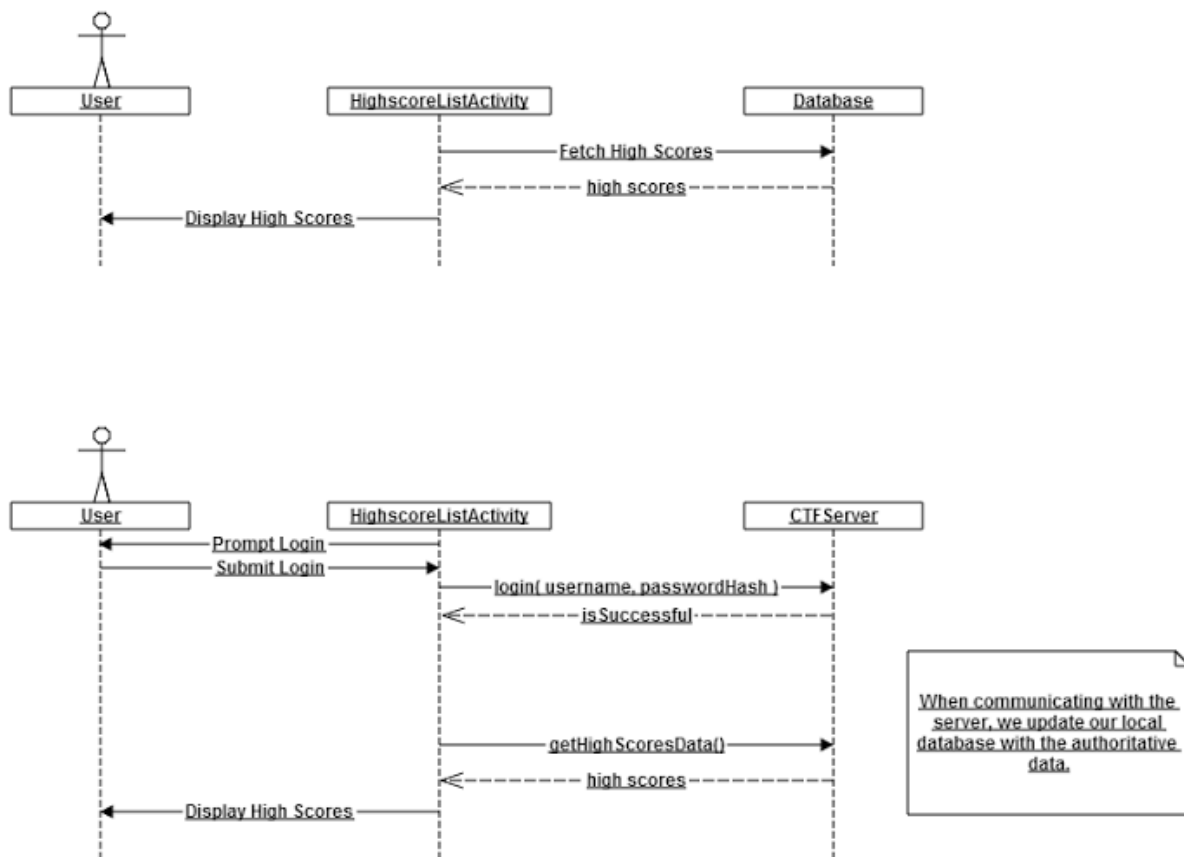 User
HighscoreListActivity
Database
Fetch High Scores
high scores
Display High Scores
User
HighscoreListActivity
CTFServer
Prompt Login
Submit Login
login( username, passwordHash )
isSuccessful
When communicating with the
server, we update our local
database with the authoritative
data.
getHighScoresData()
high scores
Display High Scores